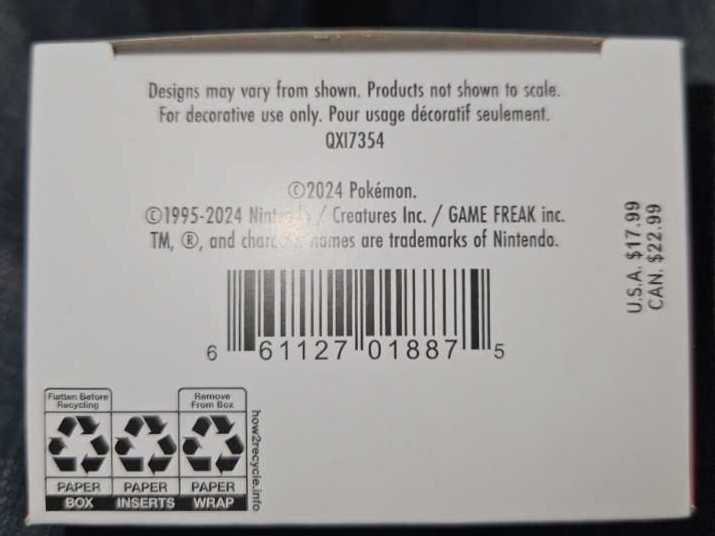 Designs may vary from shown. Products not shown to scale.
For decorative use only. Pour usage décoratif seulement.
QXI7354
©2024 Pokémon.
©1995-2024 / Creatures Inc. / GAME FREAK inc.
TM, ®, and names are trademarks of Nintendo.
U.S.A. $17.99
CAN. $22.99
6 61127 01887 5
Flatten Before
Recycling
Remove
From Box
PAPER PAPER PAPER
BOX INSERTS WRAP
how2recycle.info